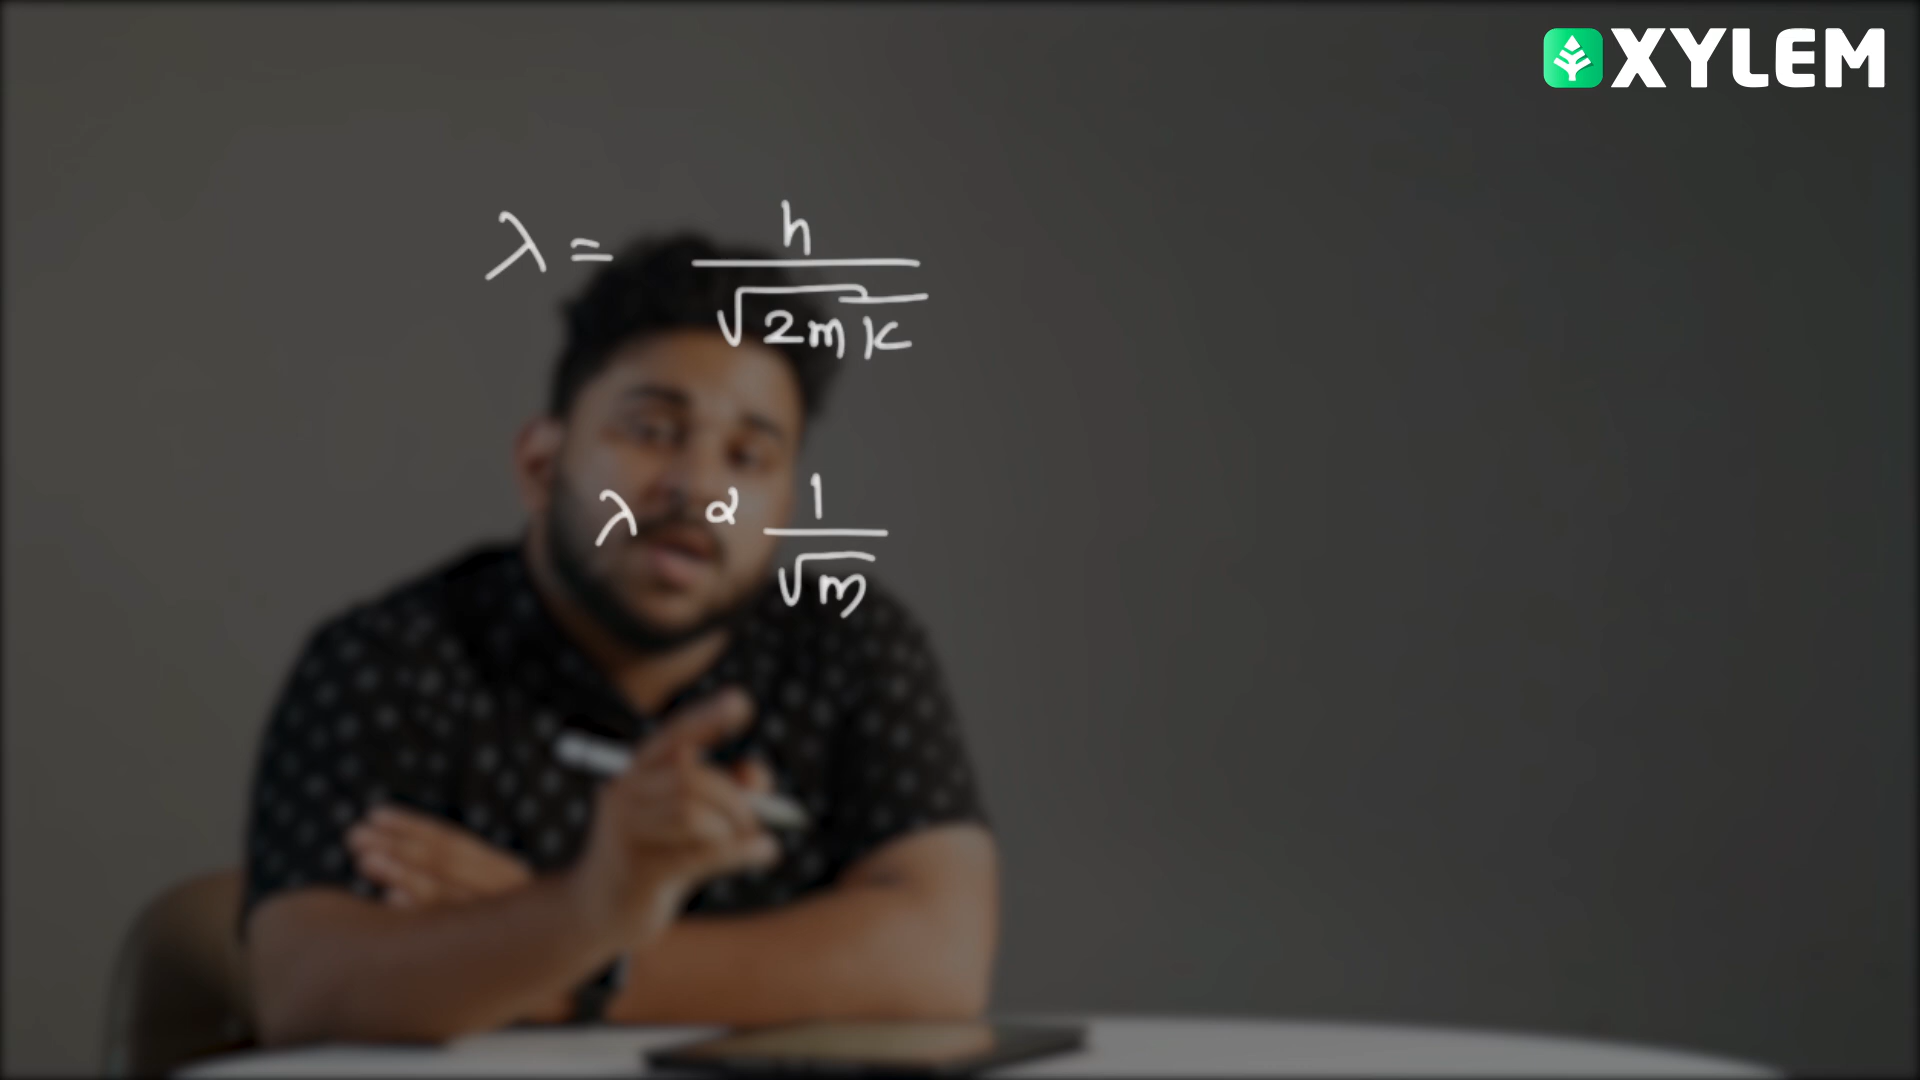 XYLEM
λ = h / √2mK
λ α 1 / √m